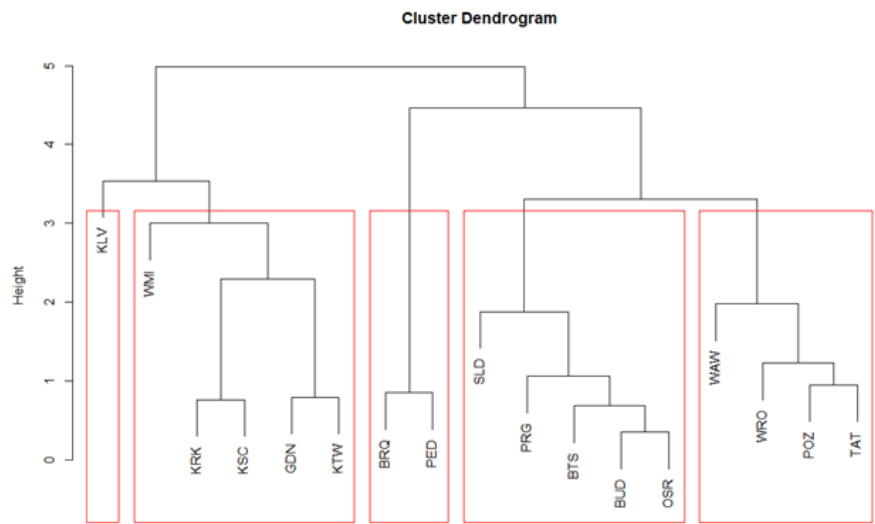 Cluster Dendrogram
Height
5
4
3
2
1
0
KLV
WMI
KRK
KSC
GDN
KTW
BRQ
PED
SLD
PRG
BTS
BUD
OSR
WAW
WRO
POZ
TAT